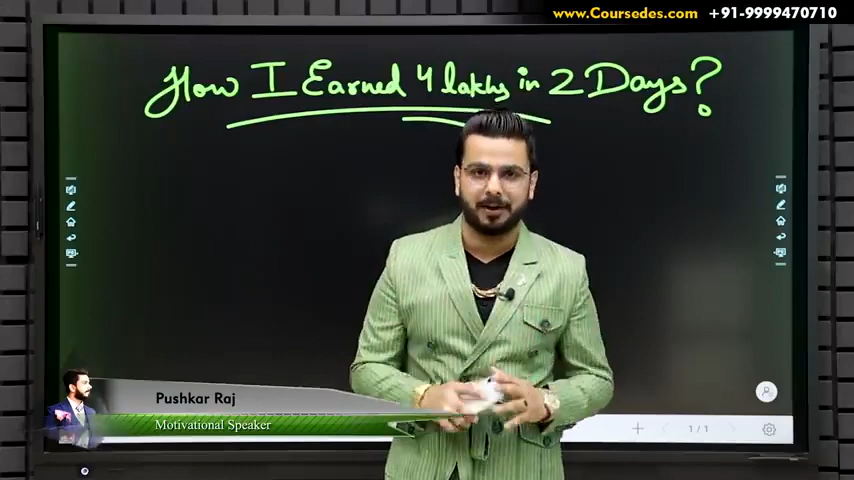 www.Coursedes.com +91-9999470710
How I Earned 4 lakhs in 2 Days?
Pushkar Raj
Motivational Speaker
1/1